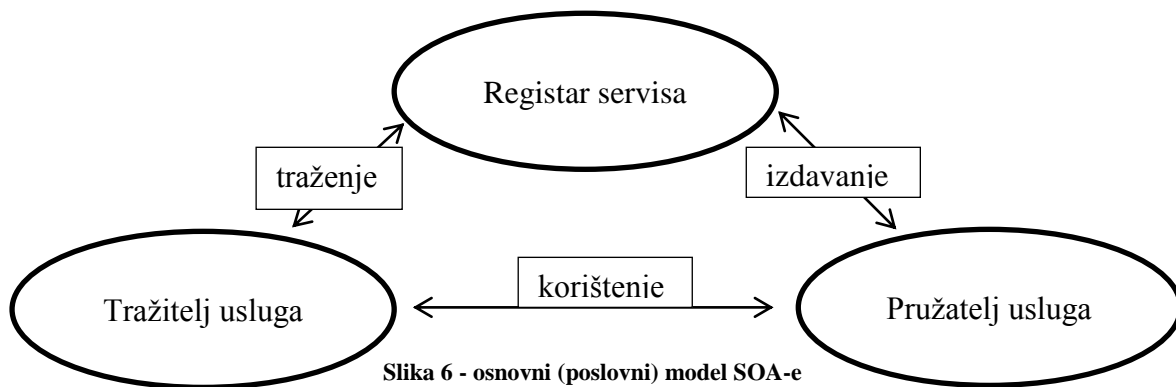 Registar servisa
traženje
izdavanje
Tražitelj usluga
korištenje
Pružatelj usluga
Slika 6 - osnovni (poslovni) model SOA-e